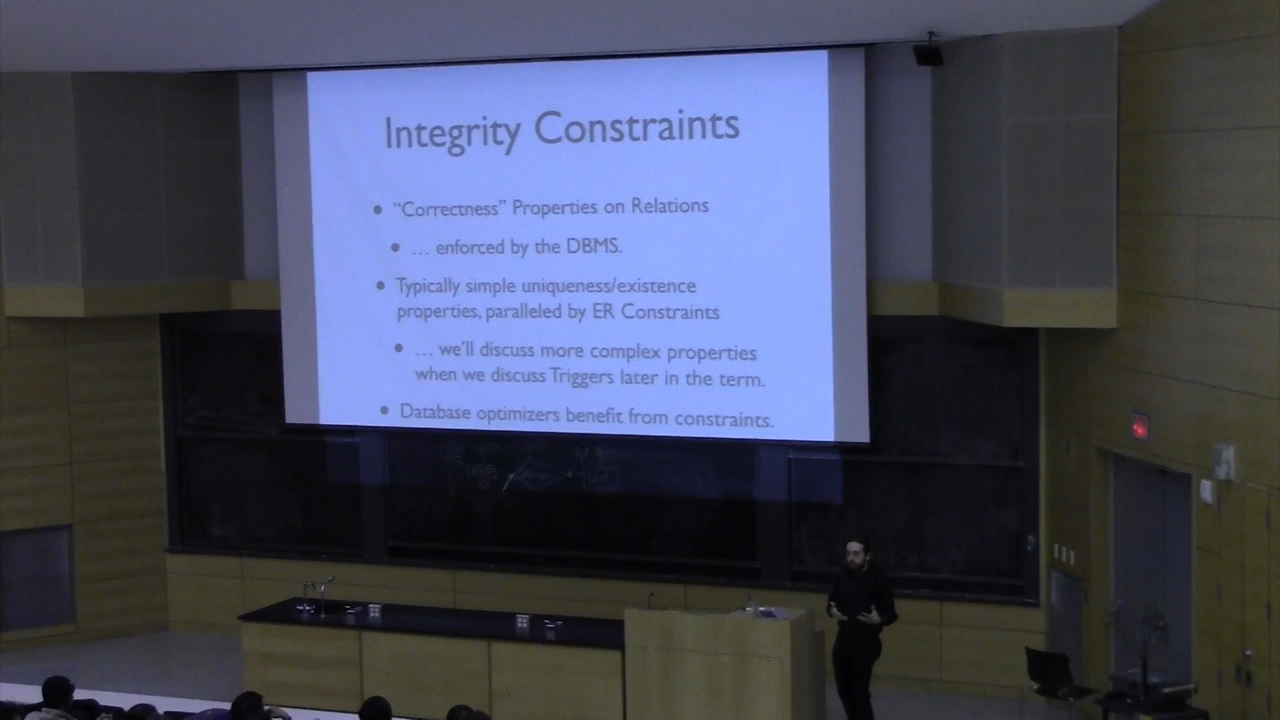 Integrity Constraints
• “Correctness” Properties on Relations
• … enforced by the DBMS.
• Typically simple uniqueness/existence
properties, paralleled by ER Constraints
• … we’ll discuss more complex properties
when we discuss Triggers later in the term.
• Database optimizers benefit from constraints.